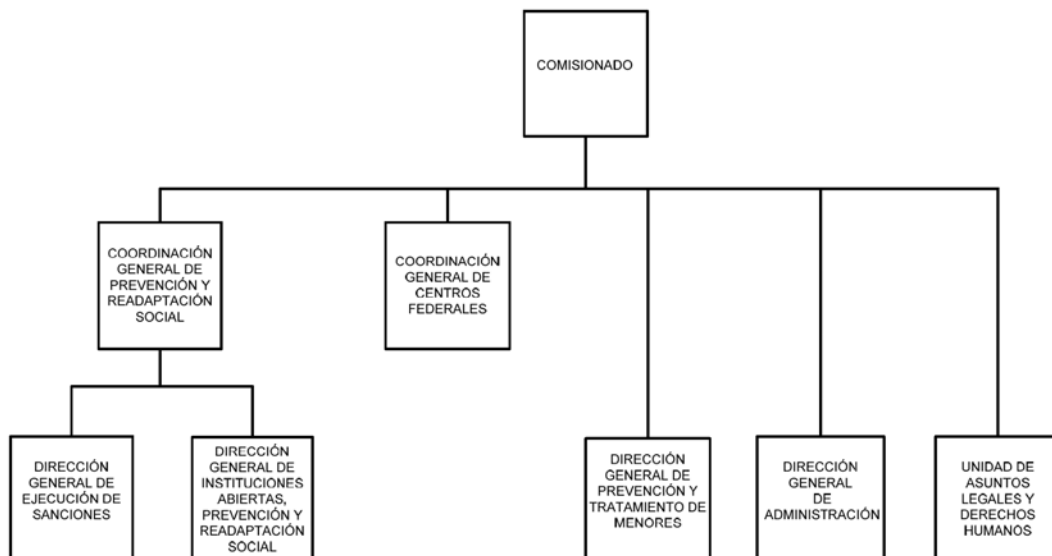 COMISIONADO
COORDINACIÓN
GENERAL DE
PREVENCIÓN Y
READAPTACIÓN
SOCIAL
COORDINACIÓN
GENERAL DE
CENTROS
FEDERALES
DIRECCIÓN
GENERAL DE
EJECUCIÓN DE
SANCIONES
DIRECCIÓN
GENERAL DE
INSTITUCIONES
ABIERTAS,
PREVENCIÓN Y
READAPTACIÓN
SOCIAL
DIRECCIÓN
GENERAL DE
PREVENCIÓN Y
TRATAMIENTO DE
MENORES
DIRECCIÓN
GENERAL
DE
ADMINISTRACIÓN
UNIDAD DE
ASUNTOS
LEGALES Y
DERECHOS
HUMANOS